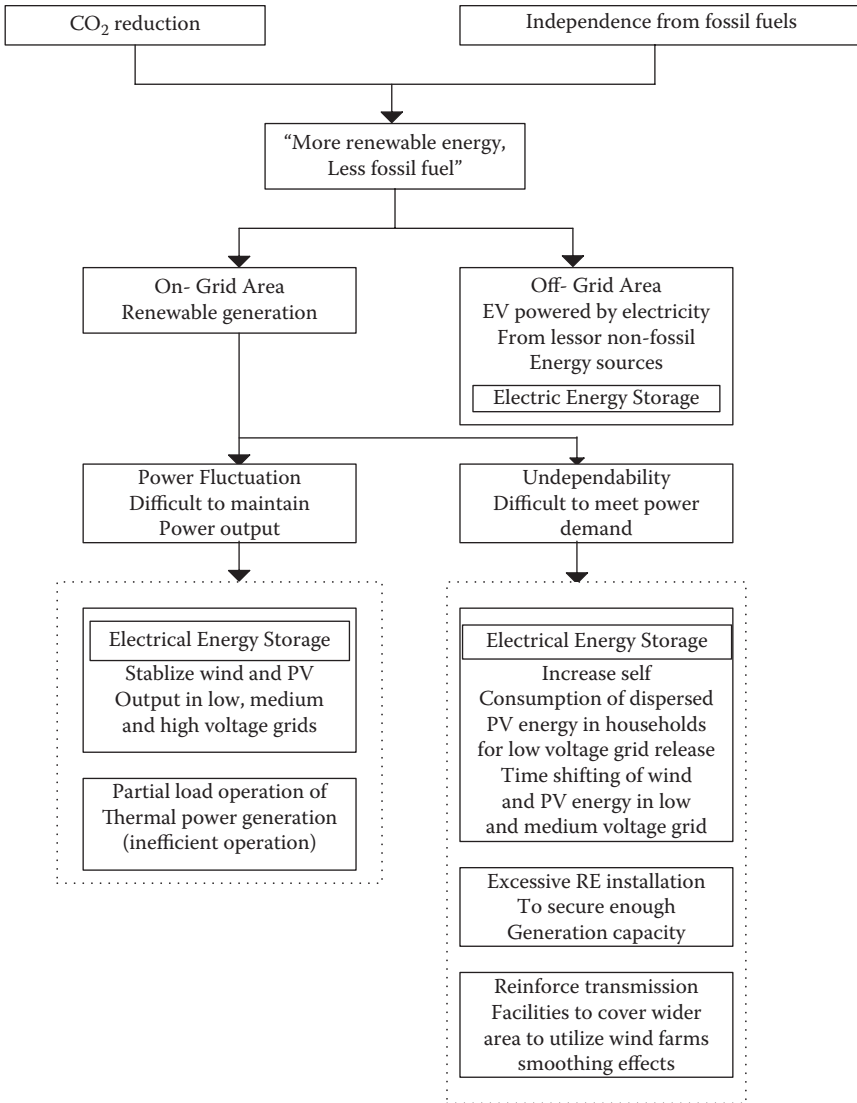 CO₂ reduction
Independence from fossil fuels
“More renewable energy,
Less fossil fuel”
On- Grid Area
Renewable generation
Off- Grid Area
EV powered by electricity
From lessor non-fossil
Energy sources
Electric Energy Storage
Power Fluctuation
Difficult to maintain
Power output
Undependability
Difficult to meet power
demand
Electrical Energy Storage
Stablize wind and PV
Output in low, medium
and high voltage grids
Partial load operation of
Thermal power generation
(inefficient operation)
Electrical Energy Storage
Increase self
Consumption of dispersed
PV energy in households
for low voltage grid release
Time shifting of wind
and PV energy in low
and medium voltage grid
Excessive RE installation
To secure enough
Generation capacity
Reinforce transmission
Facilities to cover wider
area to utilize wind farms
smoothing effects